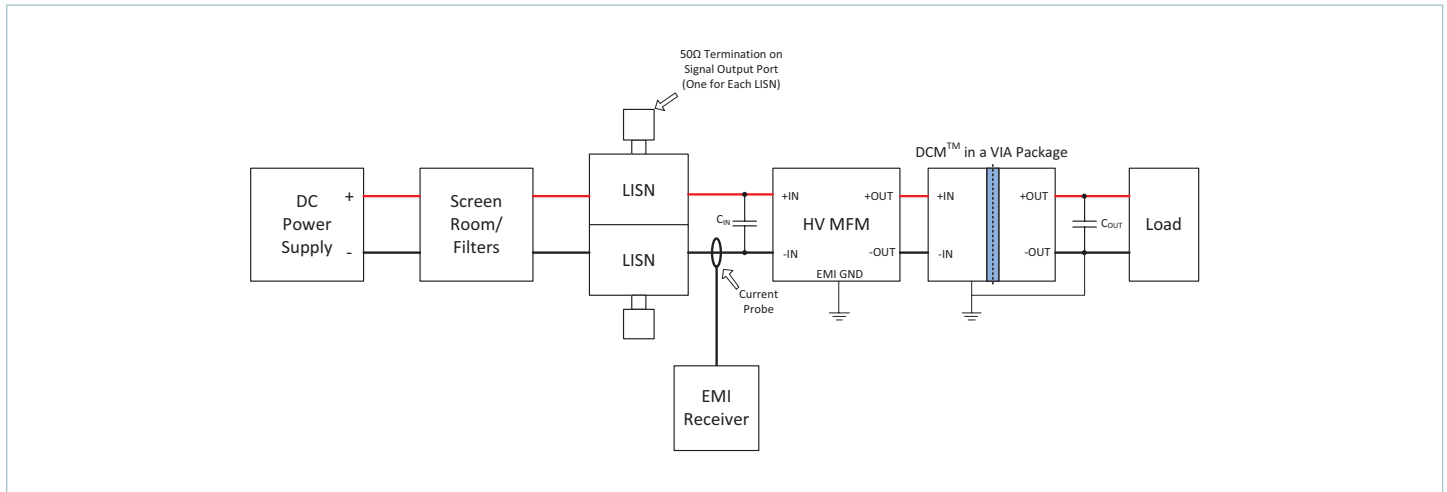 50Ω Termination on
Signal Output Port
(One for Each LISN)
DCM™ in a VIA Package
DC
Power
Supply
+
-
Screen
Room/
Filters
LISN
LISN
CIN
Current
Probe
EMI
Receiver
+IN
-IN
HV MFM
+OUT
-OUT
EMI GND
+IN
-IN
+OUT
-OUT
COUT
Load